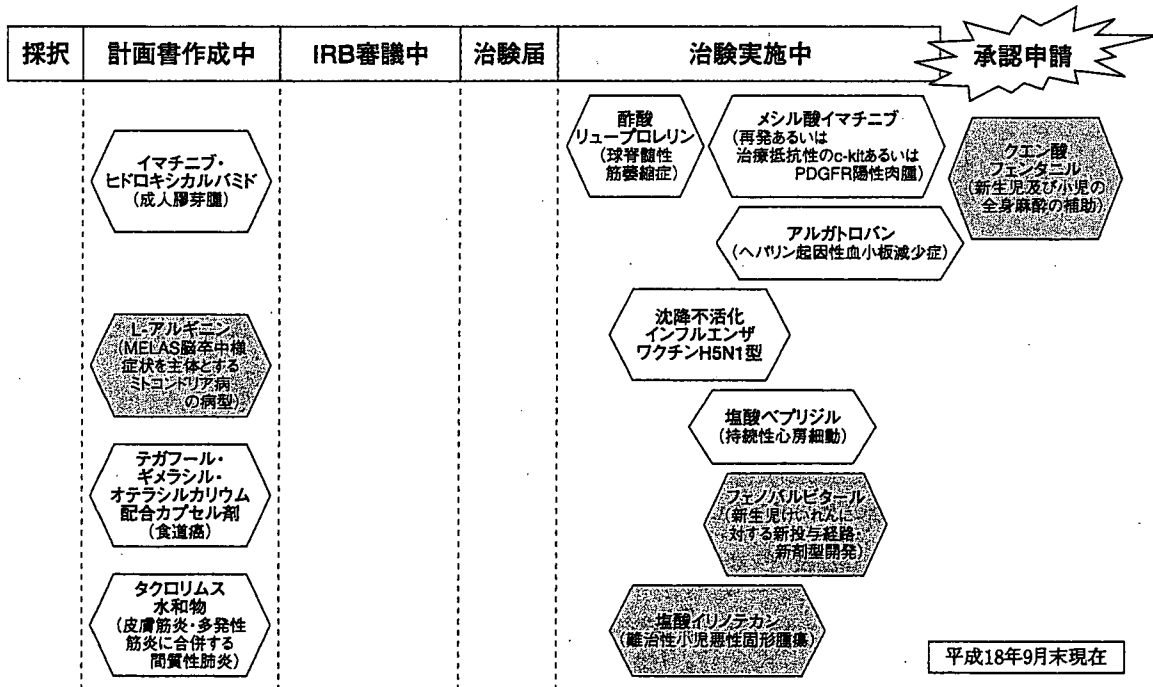 採択
計画書作成中
IRB審議中
治験届
治験実施中
承認申請
イマチニブ・
ヒドロキシカルバミド
(成人膠芽腫)
L-アルギニン
(MELAS脳卒中様
症状を主体とする
ミトコンドリア病
の病型)
テガフール・
ギメラシル・
オテラシルカリウム
配合カプセル剤
(食道癌)
タクロリムス
水和物
(皮膚筋炎・多発性
筋炎に合併する
間質性肺炎)
酢酸
リュープロレリン
(球脊髄性
筋萎縮症)
メシル酸イマチニブ
(再発あるいは
治療抵抗性のc-kitあるいは
PDGFR陽性肉腫)
アルガトロバン
(ヘパリン起因性血小板減少症)
沈降不活化
インフルエンザ
ワクチンH5N1型
塩酸ベプリジル
(持続性心房細動)
フェノバルビタール
(新生児けいれんに
対する新投与経路・
新剤型開発)
塩酸イリノテカン
(難治性小児悪性固形腫瘍)
クエン酸
フェンタニル
(新生児及び小児の
全身麻酔の補助)
平成18年9月末現在